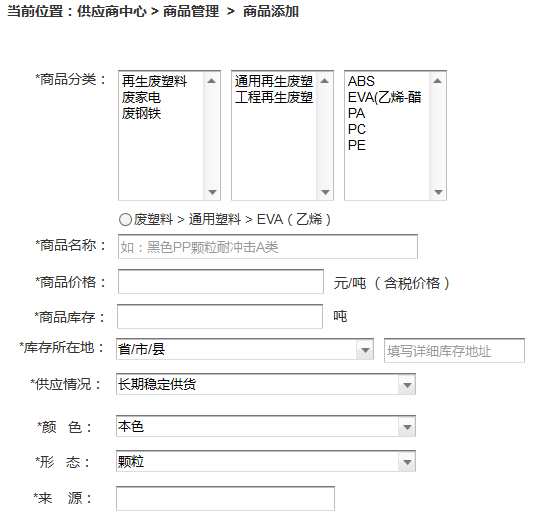 当前位置：供应商中心 > 商品管理 > 商品添加
*商品分类： 再生废塑料 通用再生废塑 ABS
废家电 工程再生废塑 EVA(乙烯-醋
废钢铁 PA
PC
PE
废塑料 > 通用塑料 > EVA（乙烯）
*商品名称： 如：黑色PP颗粒耐冲击A类
*商品价格： 元/吨 （含税价格）
*商品库存： 吨
*库存所在地： 省/市/县 填写详细库存地址
*供应情况： 长期稳定供货
*颜 色： 本色
*形 态： 颗粒
*来 源：